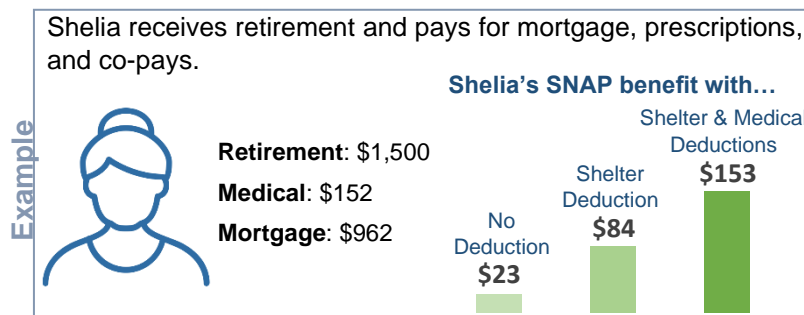 Shelia receives retirement and pays for mortgage, prescriptions,
and co-pays.
Example
Retirement: $1,500
Medical: $152
Mortgage: $962
Shelia's SNAP benefit with…
No
Deduction
$23
Shelter
Deduction
$84
Shelter & Medical
Deductions
$153